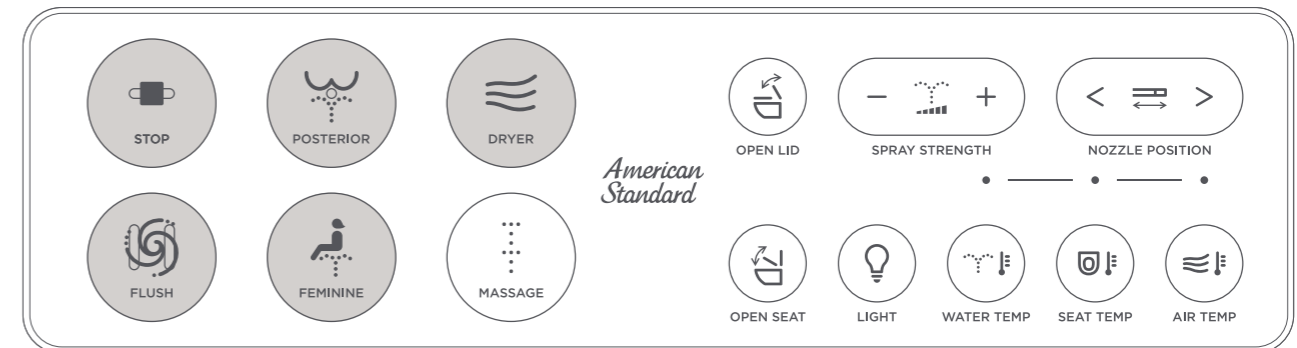 STOP
POSTERIOR
DRYER
FLUSH
FEMININE
MASSAGE
American
Standard
OPEN LID
SPRAY STRENGTH
NOZZLE POSITION
OPEN SEAT
LIGHT
WATER TEMP
SEAT TEMP
AIR TEMP